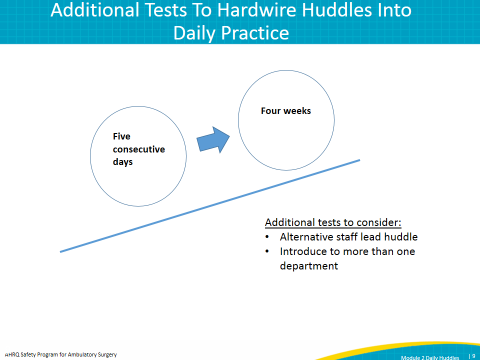 Additional Tests To Hardwire Huddles Into
Daily Practice
Five
consecutive
days
Four weeks
Additional tests to consider:
• Alternative staff lead huddle
• Introduce to more than one
department
AHRQ Safety Program for Ambulatory Surgery
Module 2 Daily Huddles | 9